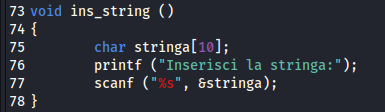 73 void ins_string ()
74 {
75         char stringa[10];
76         printf ("Inserisci la stringa:");
77         scanf ("%s", &stringa);
78 }